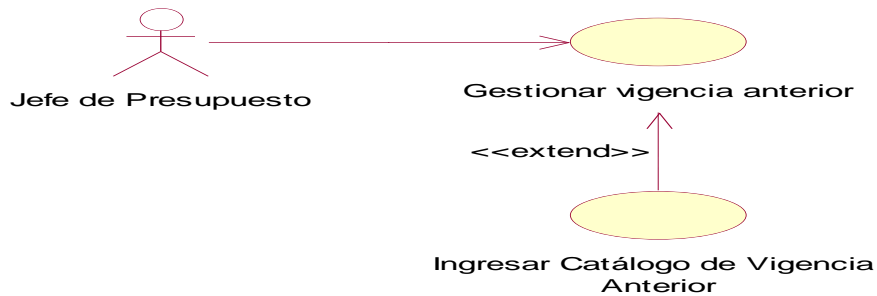 Jefe de Presupuesto
Gestionar vigencia anterior
<<extend>>
Ingresar Catálogo de Vigencia
Anterior